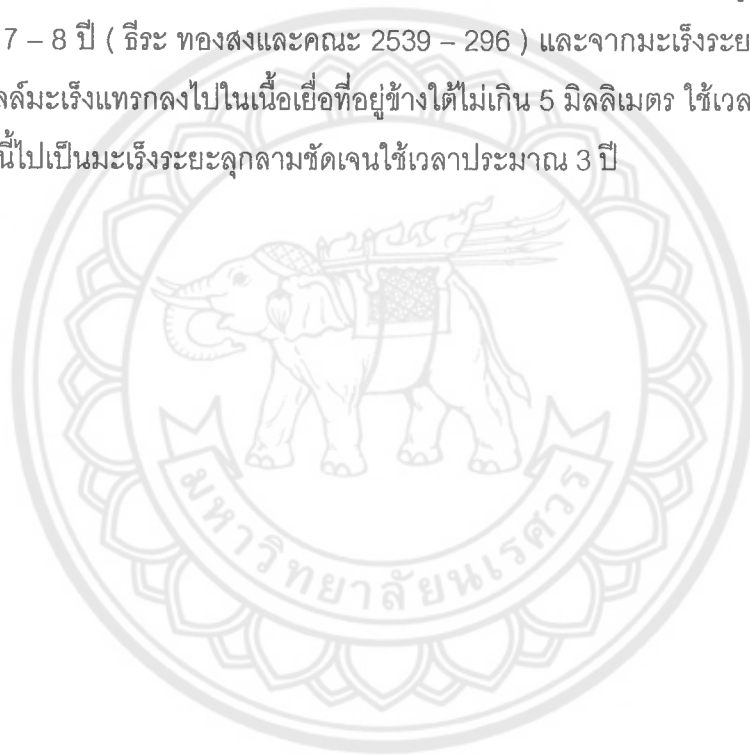 7 – 8 ปี ( ธีระ ทองสงและคณะ 2539 – 296 ) และจากมะเร็งระย
ลล์มะเร็งแทรกลงไปในเนื้อเยื่อที่อยู่ข้างใต้ไม่เกิน 5 มิลลิเมตร ใช้เวล
นี้ไปเป็นมะเร็งระยะลุกลามชัดเจนใช้เวลาประมาณ 3 ปี
มหาวิทยาลัยนเรศวร